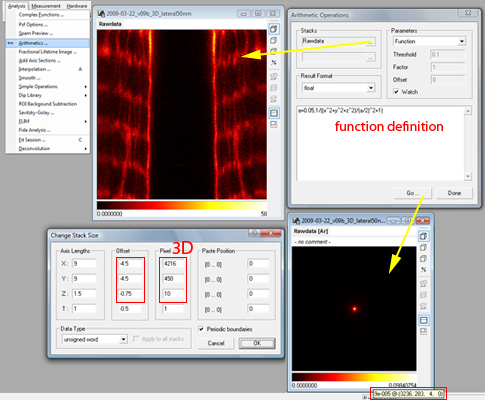 Analysis Measurement Hardware
Complex Functions...
Pol Options...
Spam Preview...
Arithmetics...
Fractional Lifetime Image...
Add Axis Sections...
Interpolation ...
Smooth...
Simple Operations
Dip Library
ROI Background Subtraction
Savitzky-Golay...
FLIM
Fida Analysis...
Fit Session ...
Deconvolution
2009-03-22_v09b_3D_lateral50nm
Rawdata
0.0000000 58
Arithmetic Operations
Stacks
Rawdata
...
...
Result Format
float
Parameters
Function
Threshold 0.1
Factor 1
Offset 0
Watch
a=0.05,1/((x^2+y^2+z^2)/(a/2)^2+1)
function definition
Go... Done
2009-03-22_v09b_3D_lateral50n...
Rawdata [Ar]
- no comment -
0.0000000 0.09840754
Change Stack Size
3D
Axis Lengths Offset Pixel Paste Position
X : 9 -4.5 4216 [0 ... 0] 0
Y : 9 -4.5 450 [0 ... 0] 0
Z : 1.5 -0.75 10 [0 ... 0] 0
T : 1 -0.5 1 [0 ... 0] 0
Data Type
unsigned word
Apply to all stacks
Periodic boundaries
Cancel OK
9e-005 @ (3236, 283, 4, 0)